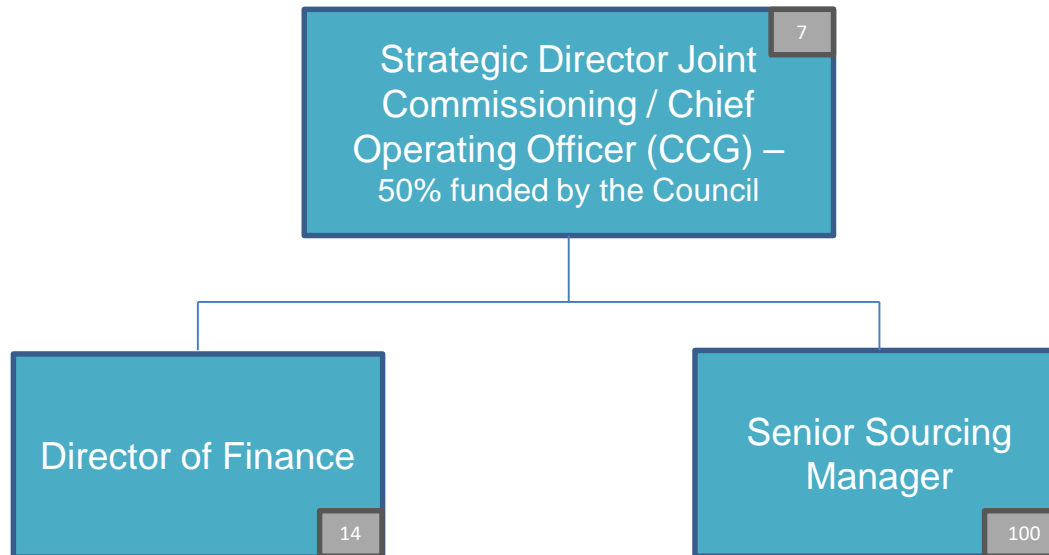 7
Strategic Director Joint
Commissioning / Chief
Operating Officer (CCG) –
50% funded by the Council
Director of Finance
14
Senior Sourcing
Manager
100